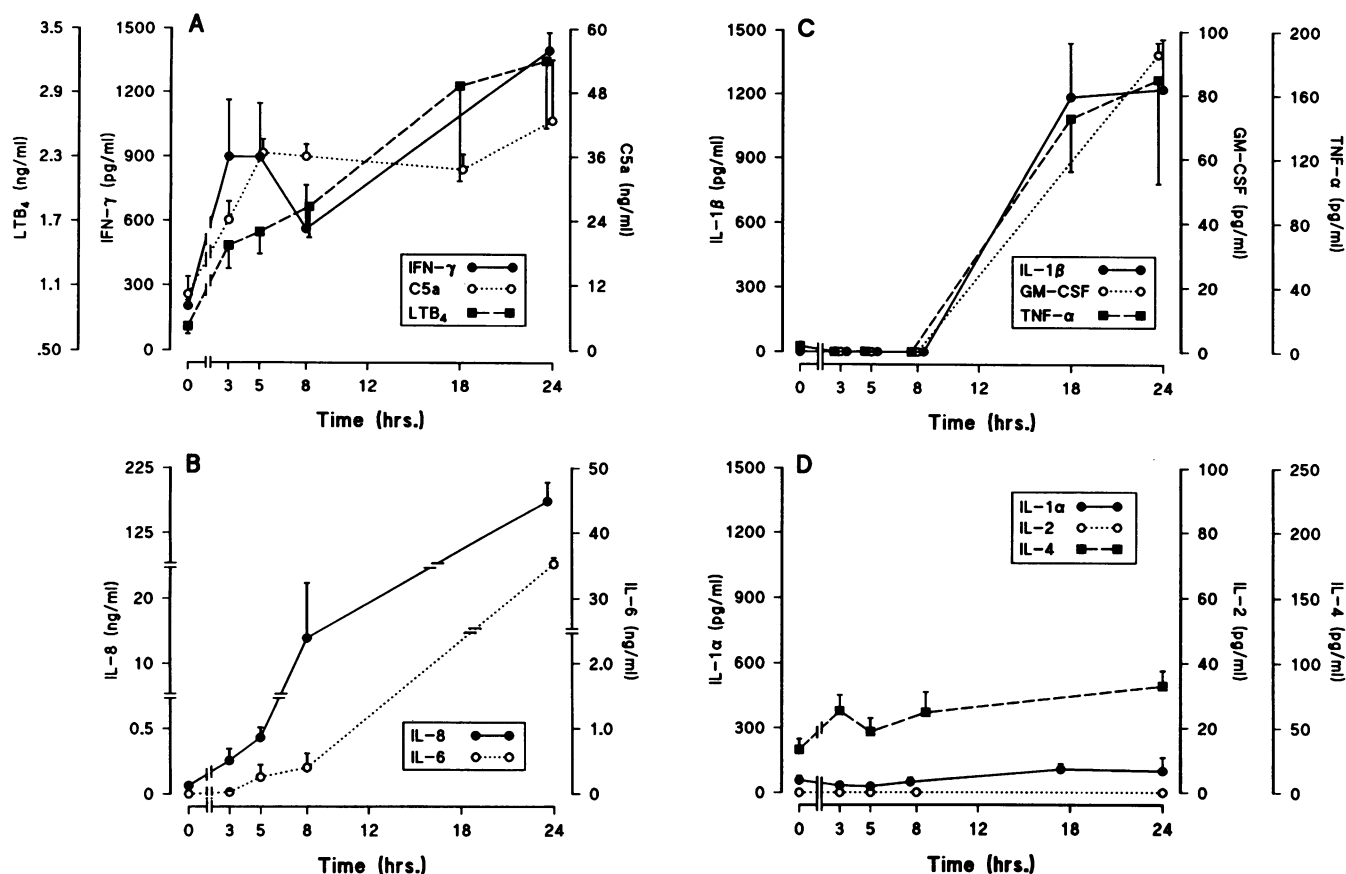 A
LTB4 (ng/ml)
3.5
2.9
2.3
1.7
1.1
.50
IFN-γ (pg/ml)
1500
1200
900
600
300
0
C5a (ng/ml)
60
48
36
24
12
0
IFN-γ
C5a
LTB4
0 3 5 8 12 18 24
Time (hrs.)
C
IL-1β (pg/ml)
1500
1200
900
600
300
0
GM-CSF (pg/ml)
100
80
60
40
20
0
TNF-α (pg/ml)
200
160
120
80
40
0
IL-1β
GM-CSF
TNF-α
0 3 5 8 12 18 24
Time (hrs.)
B
IL-8 (ng/ml)
225
125
20
10
0.5
0
IL-6 (ng/ml)
50
40
30
2.0
1.0
0
IL-8
IL-6
0 3 5 8 12 18 24
Time (hrs.)
D
IL-1α (pg/ml)
1500
1200
900
600
300
0
IL-2 (pg/ml)
100
80
60
40
20
0
IL-4 (pg/ml)
250
200
150
100
50
0
IL-1α
IL-2
IL-4
0 3 5 8 12 18 24
Time (hrs.)